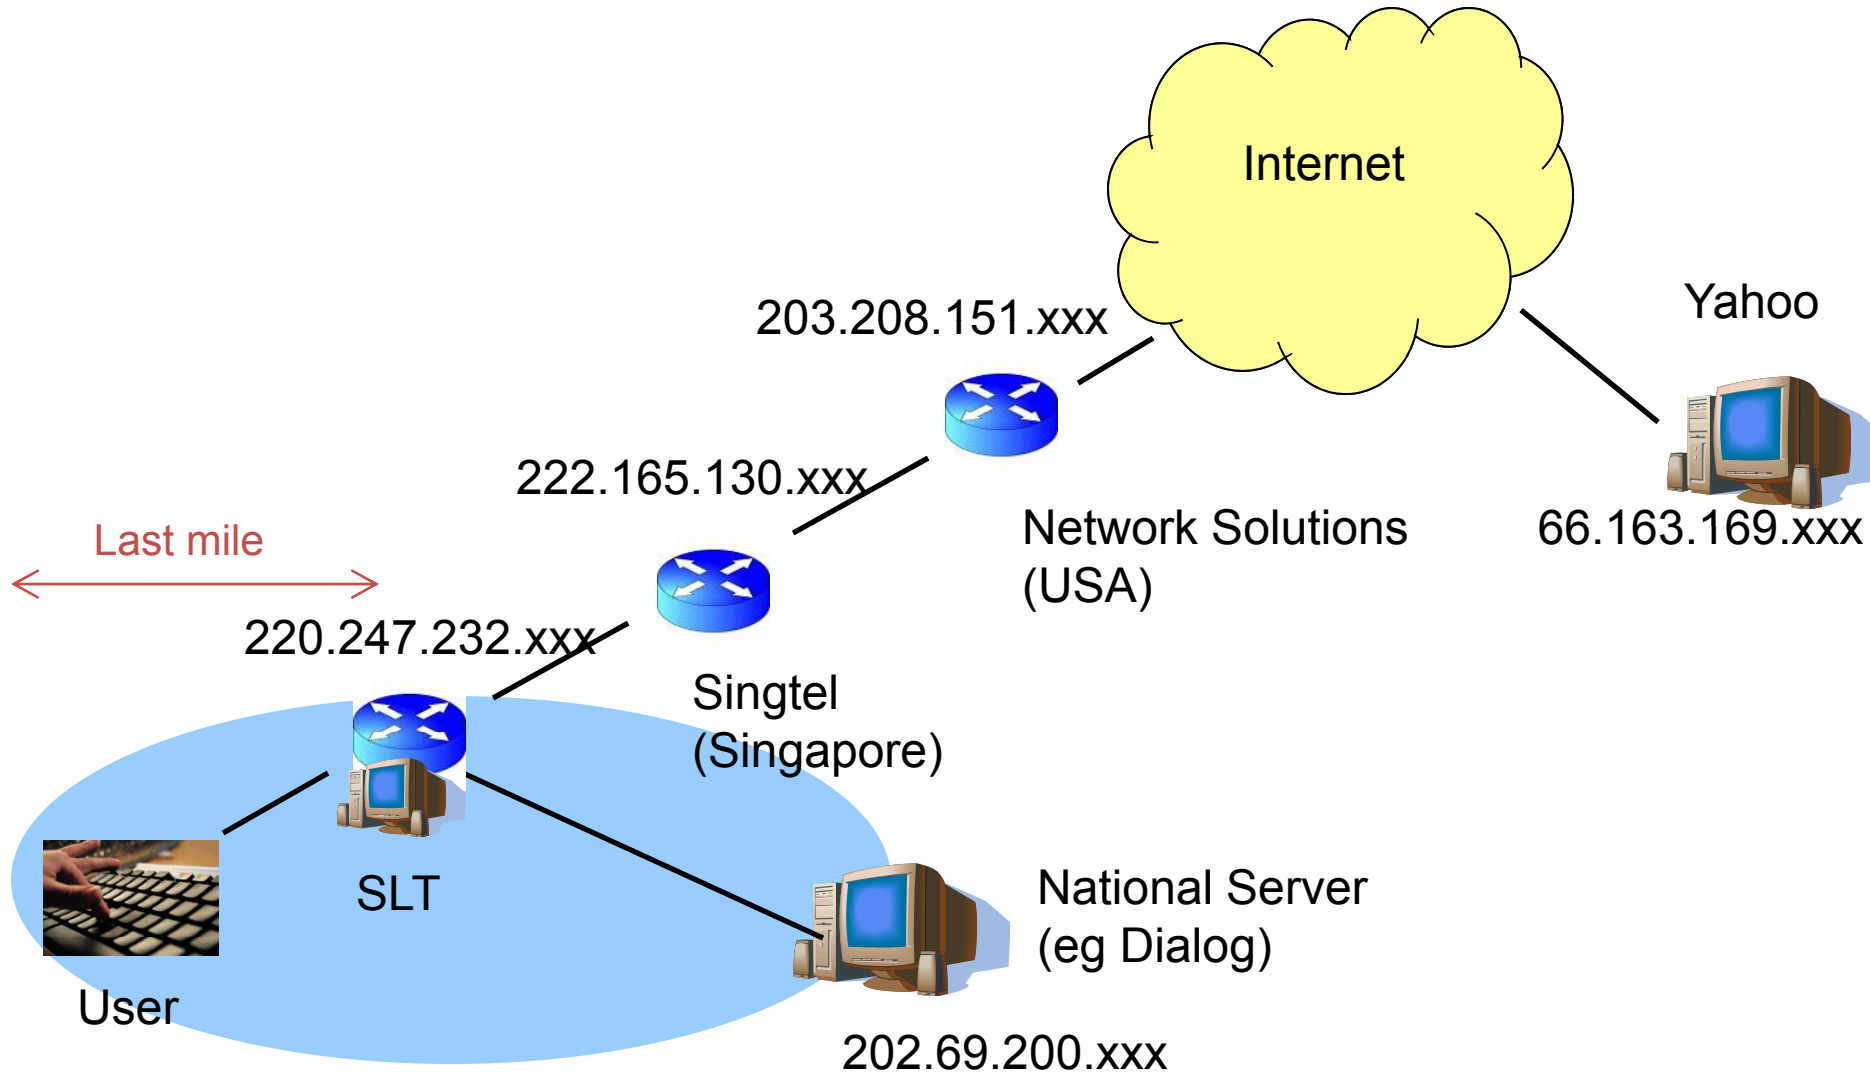 Internet
Yahoo
203.208.151.xxx
222.165.130.xxx
Network Solutions
(USA)
66.163.169.xxx
Last mile
220.247.232.xxx
Singtel
(Singapore)
SLT
National Server
(eg Dialog)
User
202.69.200.xxx